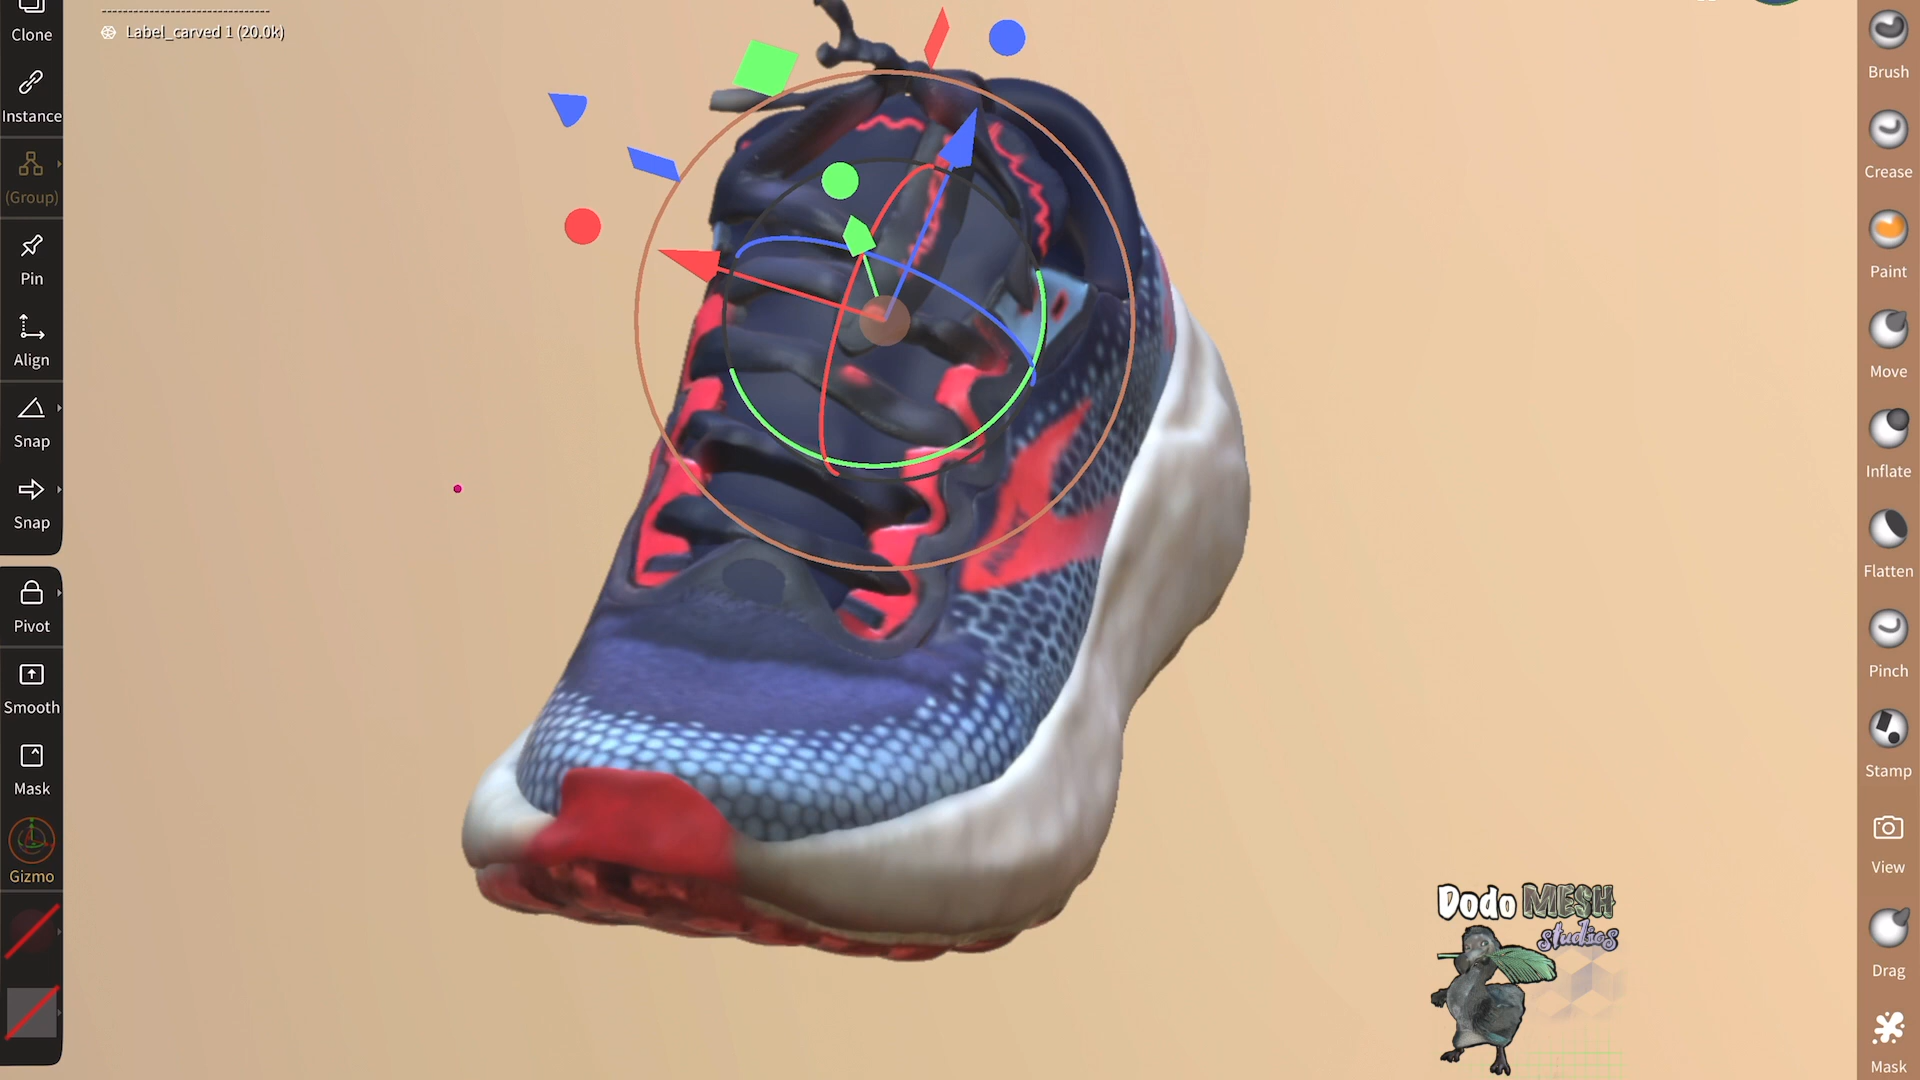 Clone
Instance
(Group)
Pin
Align
Snap
Snap
Pivot
Smooth
Mask
Gizmo
--------------------------------
Label_carved 1 (20.0k)
Brush
Crease
Paint
Move
Inflate
Flatten
Pinch
Stamp
View
Drag
Mask
Dodo MESH
studios